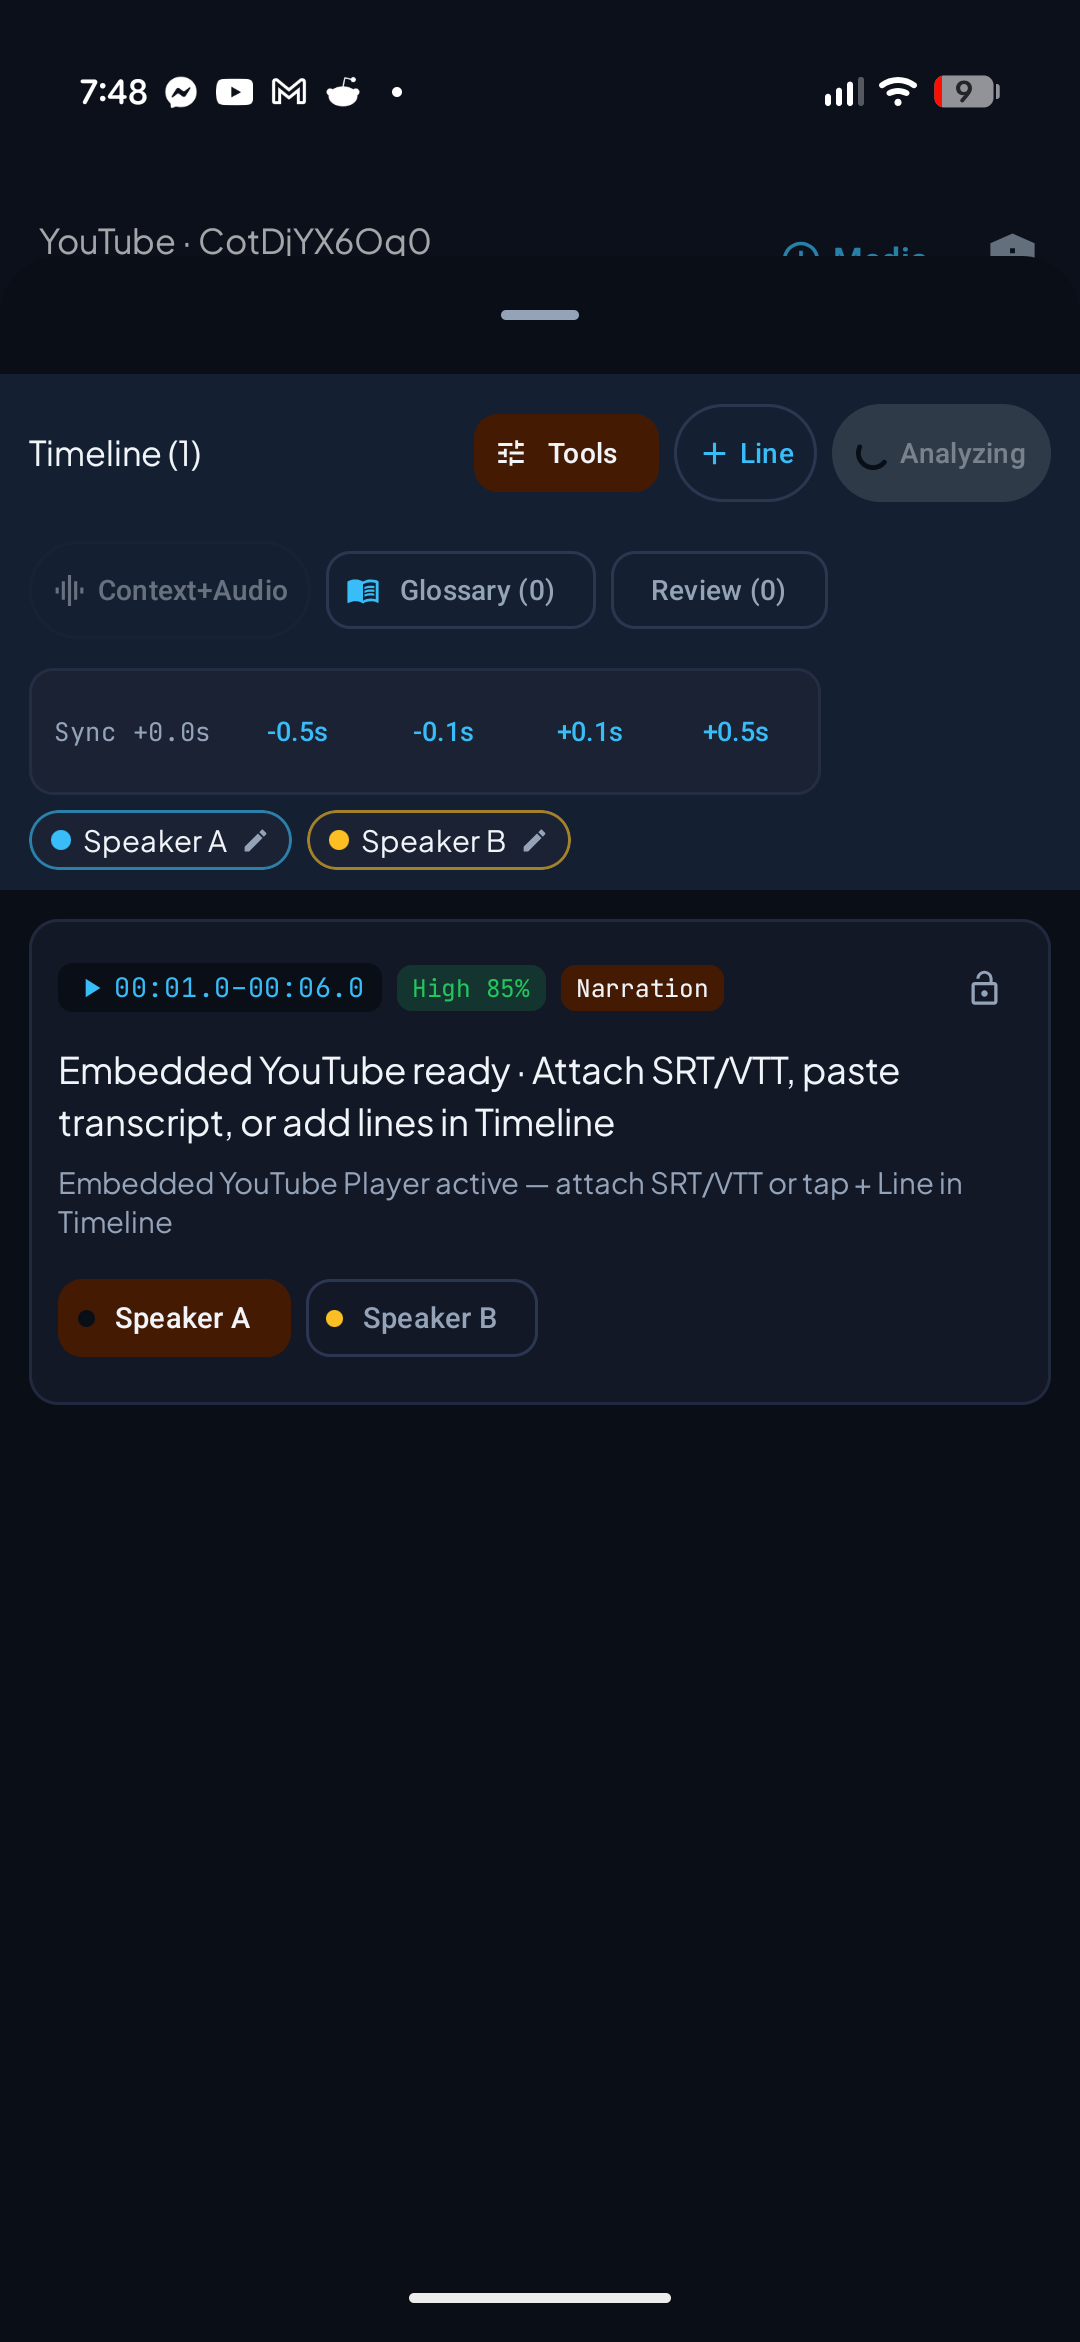 7:48
9
YouTube · CotDjYX6Oq0
Media
Timeline (1)
Tools
+ Line
Analyzing
Context+Audio
Glossary (0)
Review (0)
Sync +0.0s
-0.5s
-0.1s
+0.1s
+0.5s
Speaker A
Speaker B
00:01.0–00:06.0
High 85%
Narration
Embedded YouTube ready · Attach SRT/VTT, paste
transcript, or add lines in Timeline
Embedded YouTube Player active — attach SRT/VTT or tap + Line in
Timeline
Speaker A
Speaker B